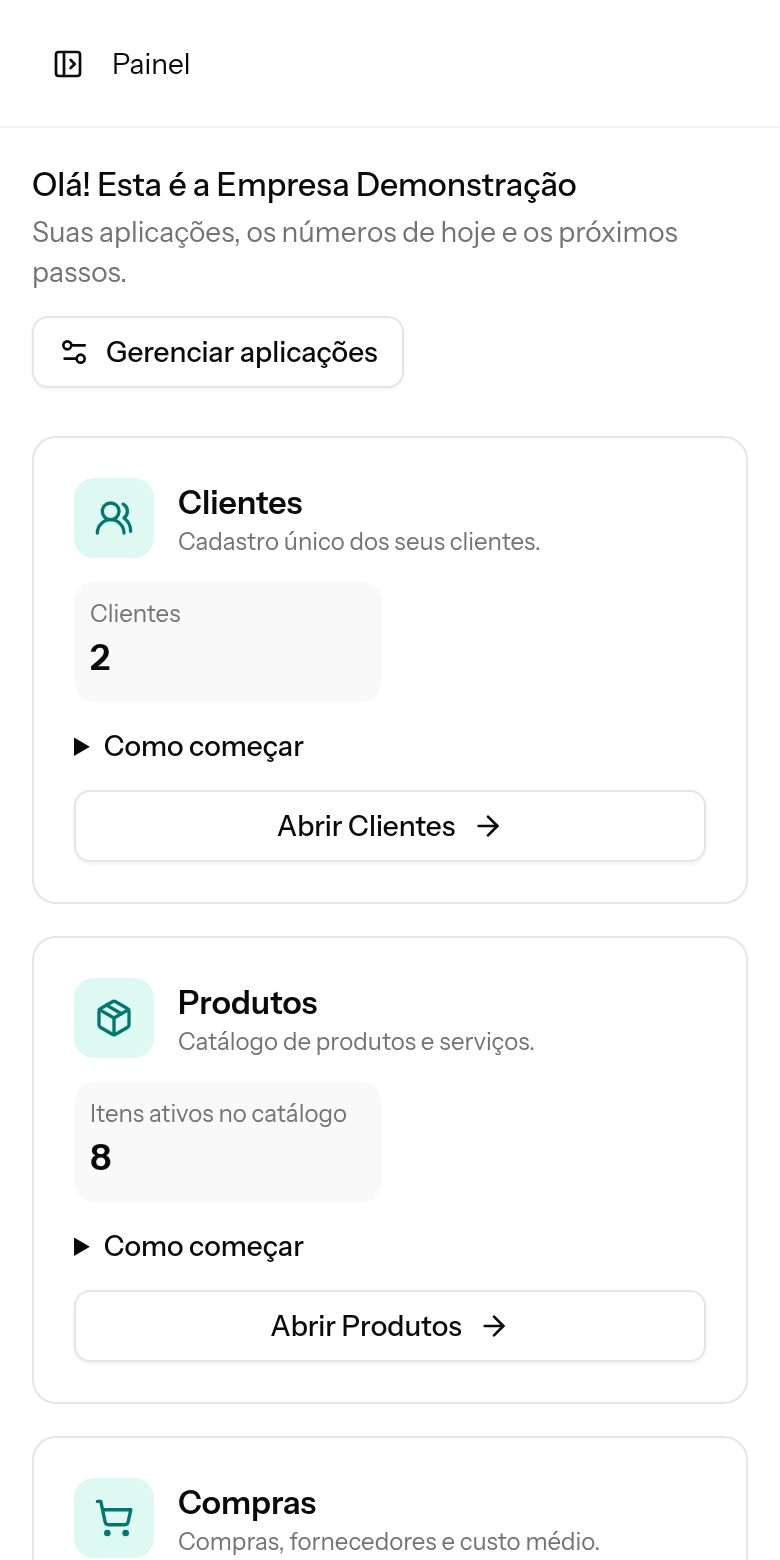 Painel
Olá! Esta é a Empresa Demonstração
Suas aplicações, os números de hoje e os próximos
passos.
Gerenciar aplicações
Clientes
Cadastro único dos seus clientes.
Clientes
2
Como começar
Abrir Clientes
Produtos
Catálogo de produtos e serviços.
Itens ativos no catálogo
8
Como começar
Abrir Produtos
Compras
Compras, fornecedores e custo médio.